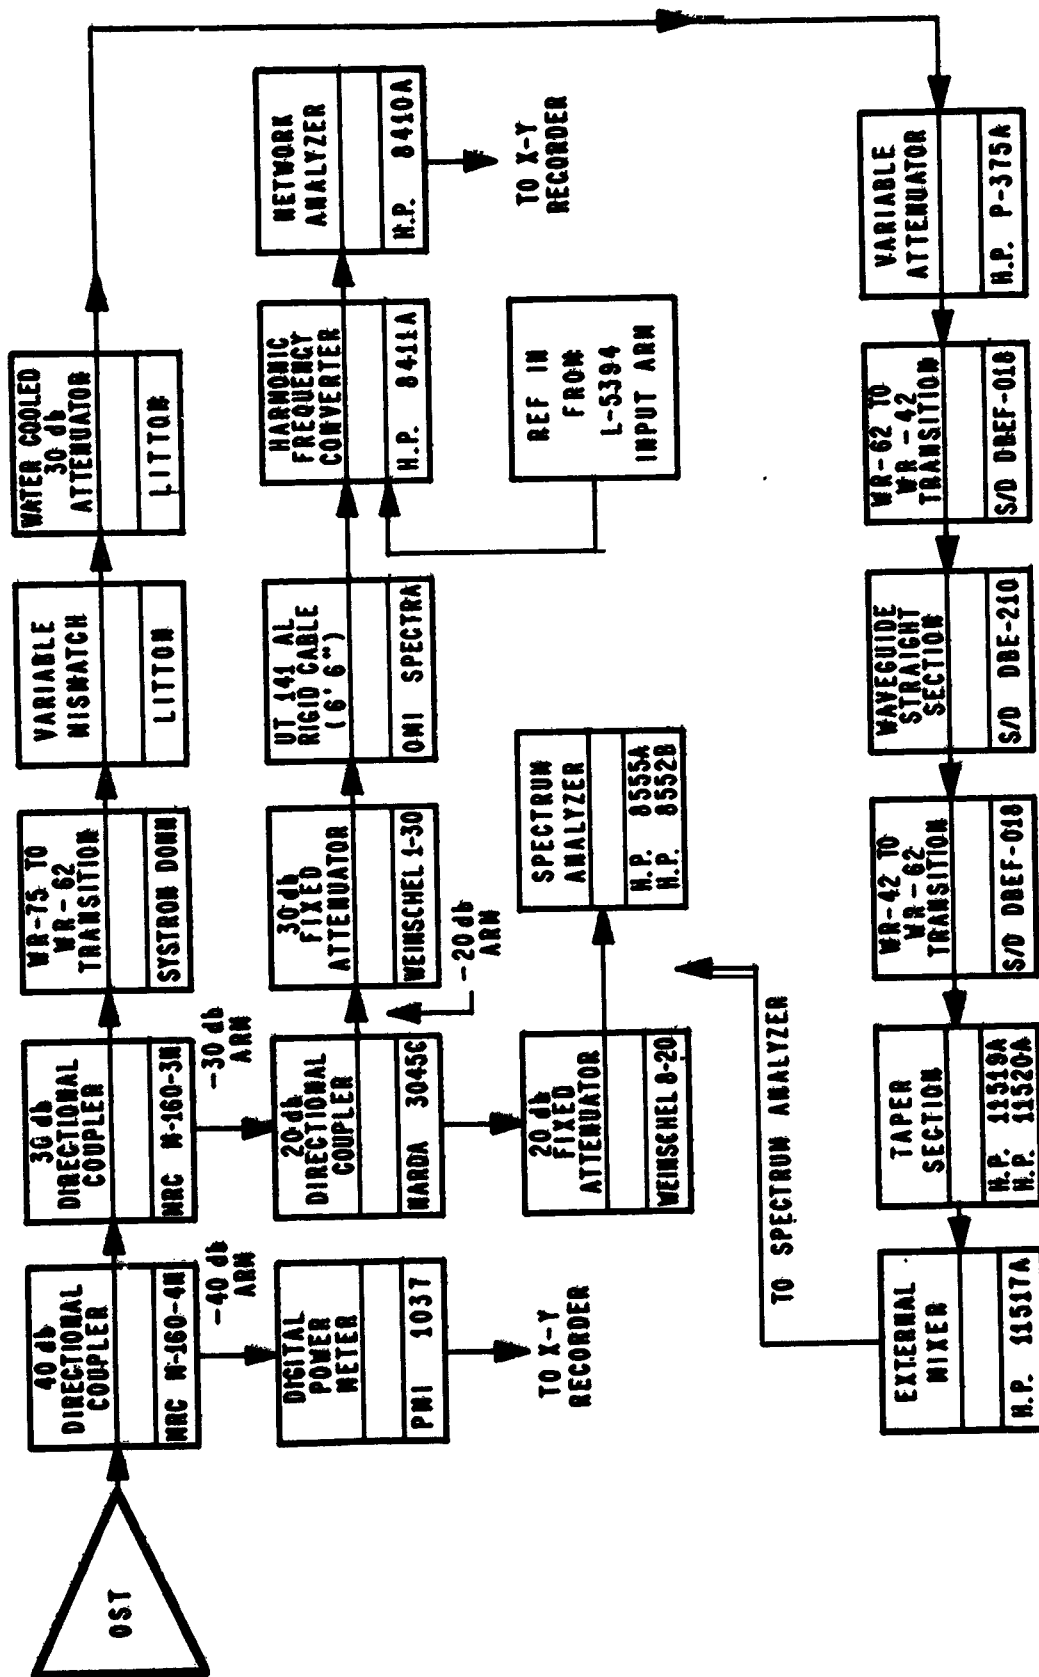 OST
40 db
DIRECTIONAL
COUPLER
MRC M-160-4M
-40 db
ARM
30 db
DIRECTIONAL
COUPLER
MRC M-160-3M
-30 db
ARM
WR-75 TO
WR-62
TRANSITION
SYSTRON DONN
VARIABLE
MISMATCH
LITTON
WATER COOLED
30 db
ATTENUATOR
LITTON
DIGITAL
POWER
METER
PMI 1037
TO X-Y
RECORDER
20 db
DIRECTIONAL
COUPLER
NARDA 3045C
-20 db
ARM
30 db
FIXED
ATTENUATOR
WEINSCHEL 1-30
UT 141 AL
RIGID CABLE
(6' 6")
OMI SPECTRA
HARMONIC
FREQUENCY
CONVERTER
H.P. 8411A
NETWORK
ANALYZER
H.P. 8410A
TO X-Y
RECORDER
20 db
FIXED
ATTENUATOR
WEINSCHEL 8-20
SPECTRUM
ANALYZER
H.P. 8555A
H.P. 8552B
REF IN
FROM
L-5394
INPUT ARM
TO SPECTRUM ANALYZER
EXTERNAL
MIXER
H.P. 11517A
TAPER
SECTION
H.P. 11519A
H.P. 11520A
WR-42 TO
WR-62
TRANSITION
S/D DBEF-018
WAVEGUIDE
STRAIGHT
SECTION
S/D DBE-210
WR-62 TO
WR-42
TRANSITION
S/D DBEF-018
VARIABLE
ATTENUATOR
H.P. P-375A